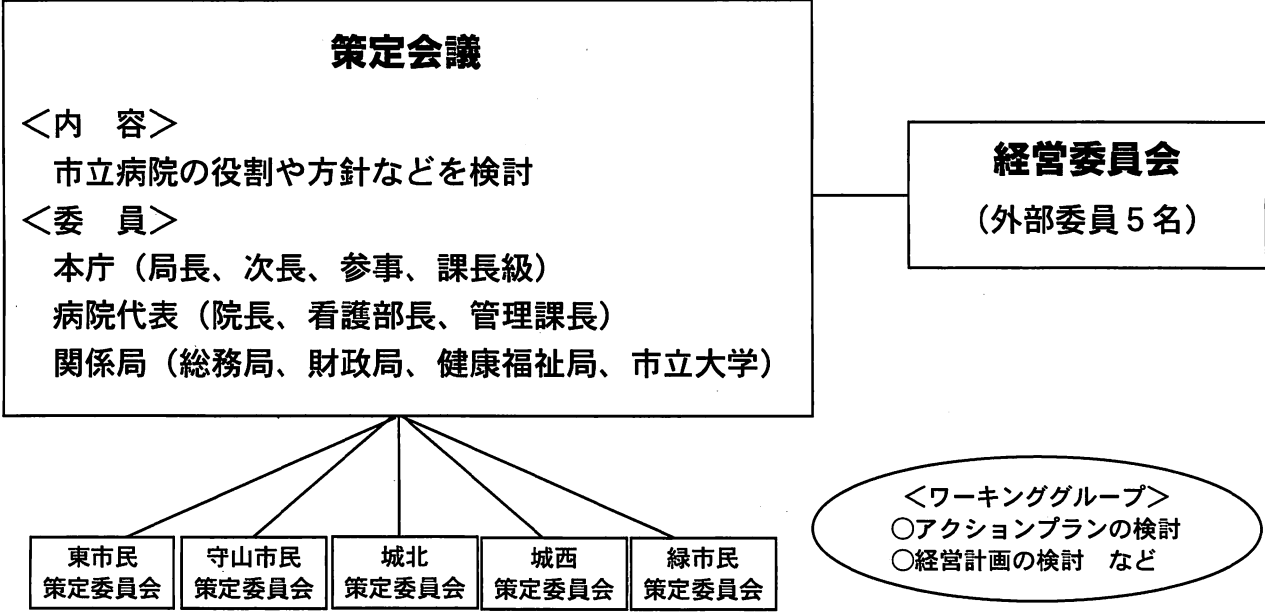 策定会議
＜内　容＞
市立病院の役割や方針などを検討
＜委　員＞
本庁（局長、次長、参事、課長級）
病院代表（院長、看護部長、管理課長）
関係局（総務局、財政局、健康福祉局、市立大学）
経営委員会
（外部委員５名）
東市民
策定委員会
守山市民
策定委員会
城北
策定委員会
城西
策定委員会
緑市民
策定委員会
＜ワーキンググループ＞
○アクションプランの検討
○経営計画の検討　など